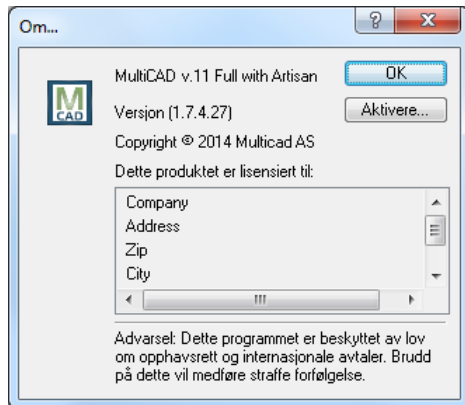 Om...
MultiCAD v.11 Full with Artisan
OK
M
CAD
Versjon (1.7.4.27)
Aktivere...
Copyright © 2014 Multicad AS
Dette produktet er lisensiert til:
Company
Address
Zip
City
Advarsel: Dette programmet er beskyttet av lov
om opphavsrett og internasjonale avtaler. Brudd
på dette vil medføre straffe forfølgelse.